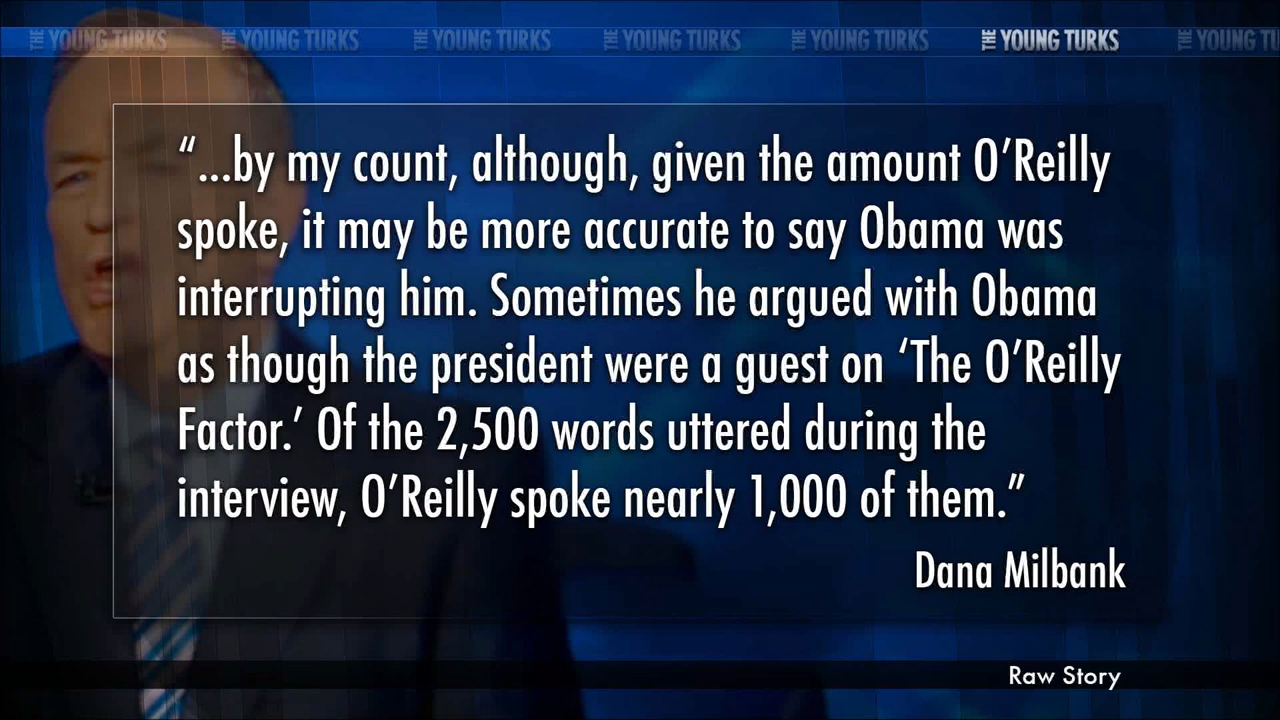 THE YOUNG TURKS THE YOUNG TURKS THE YOUNG TURKS THE YOUNG TURKS THE YOUNG TURKS THE YOUNG TURKS THE YOUNG TU
“...by my count, although, given the amount O’Reilly
spoke, it may be more accurate to say Obama was
interrupting him. Sometimes he argued with Obama
as though the president were a guest on ‘The O’Reilly
Factor.’ Of the 2,500 words uttered during the
interview, O’Reilly spoke nearly 1,000 of them.”
Dana Milbank
Raw Story